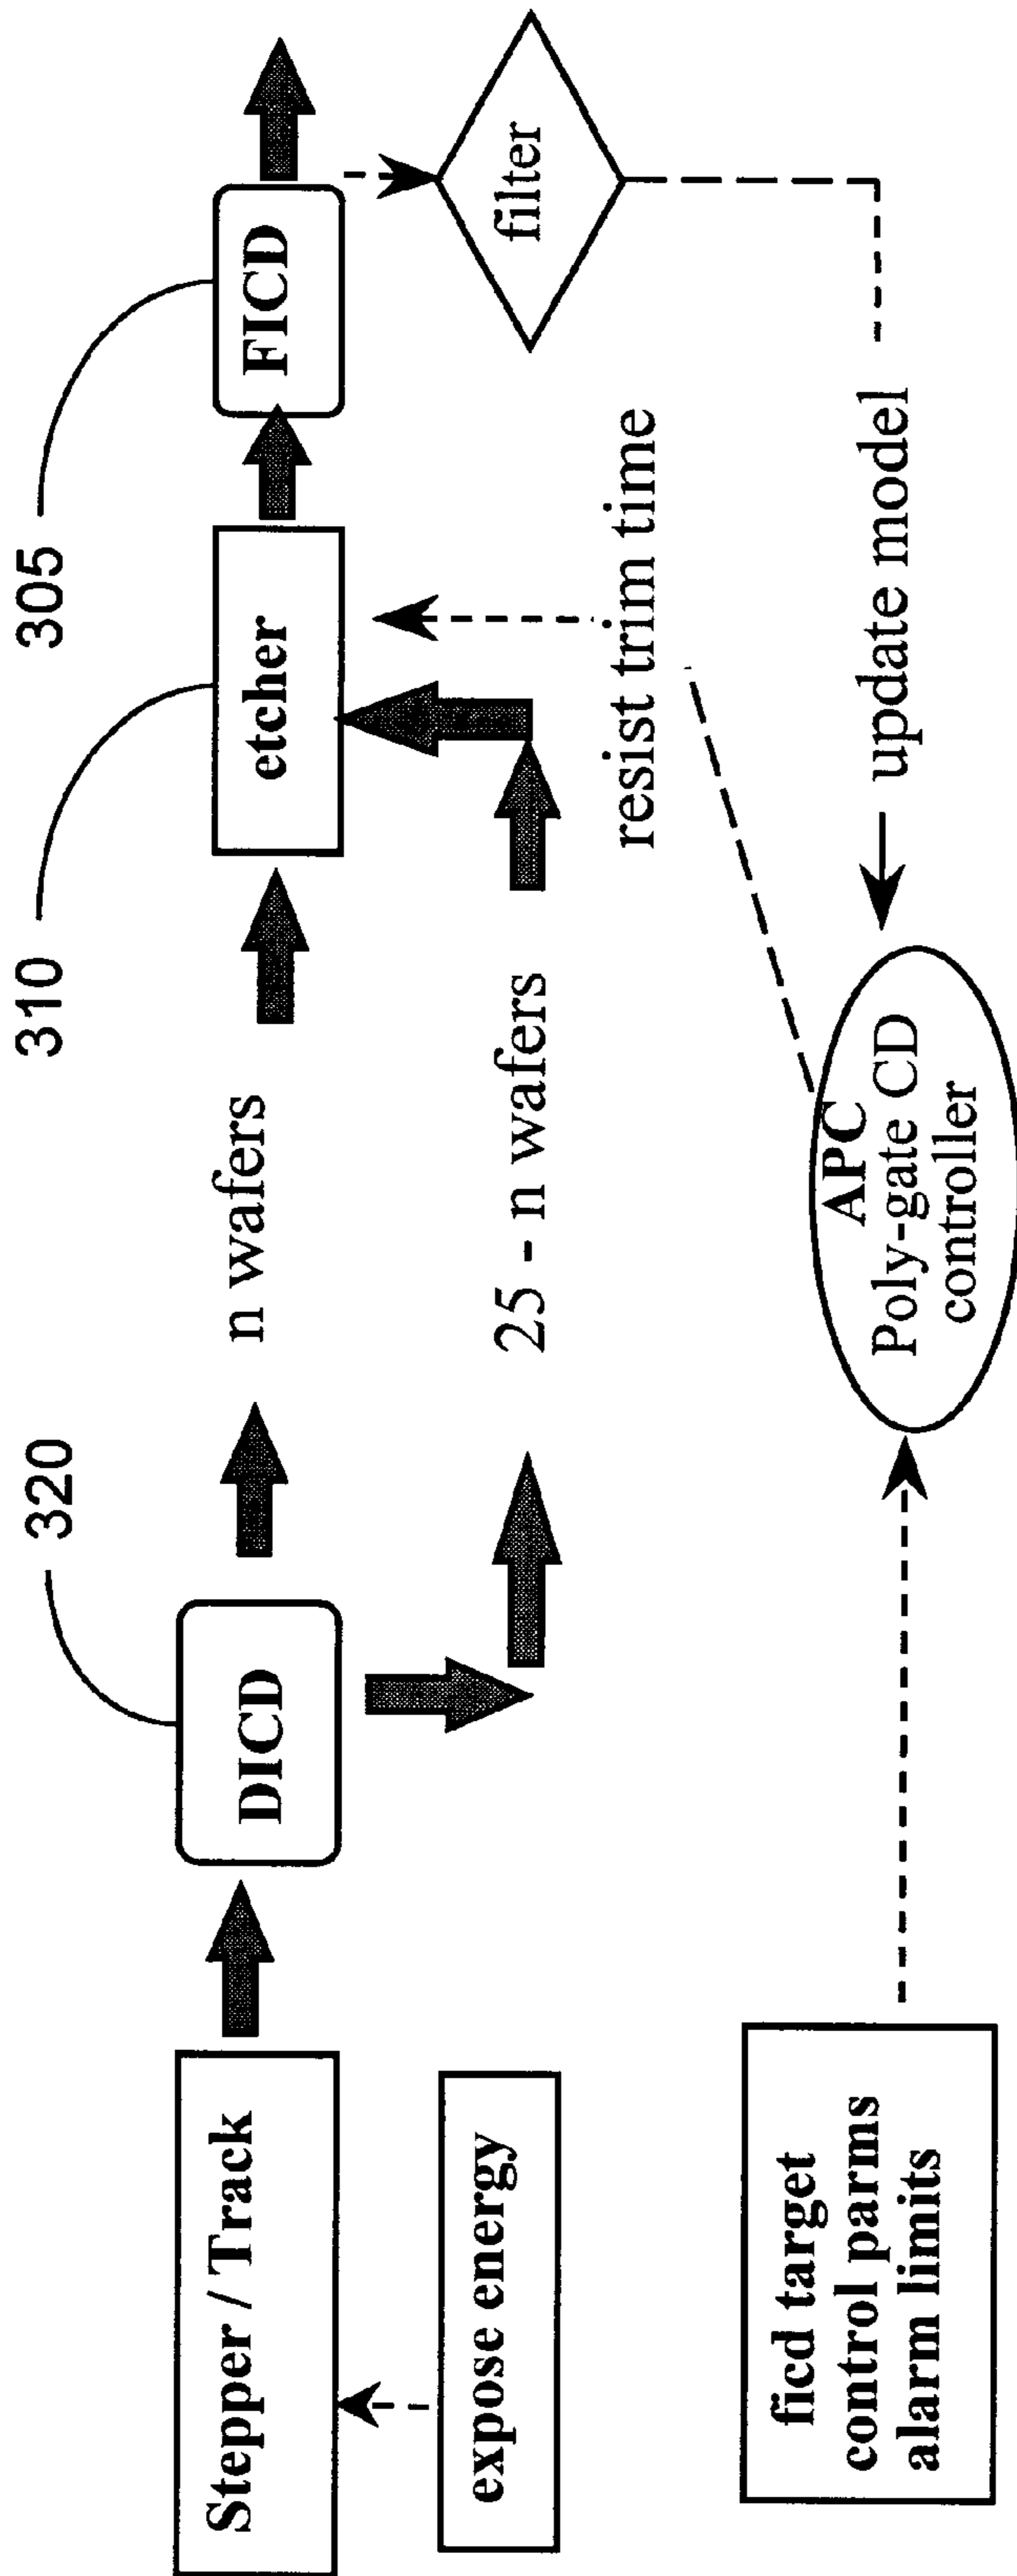 320
310
305
Stepper / Track
DICD
n wafers
etcher
FICD
expose energy
25 - n wafers
filter
resist trim time
ficd target
control parms
alarm limits
APC
Poly-gate CD
controller
update model